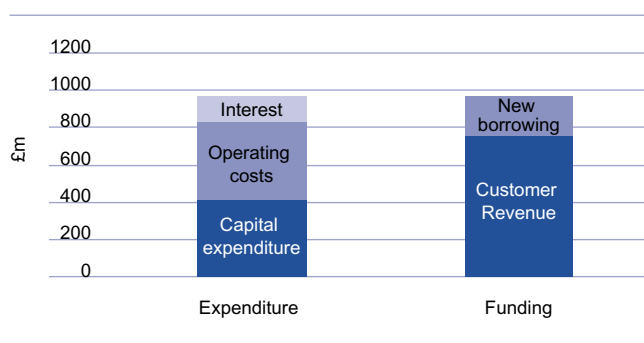 1200
1000
800
600
400
200
0
£m
Interest
Operating
costs
Capital
expenditure
New
borrowing
Customer
Revenue
Expenditure
Funding